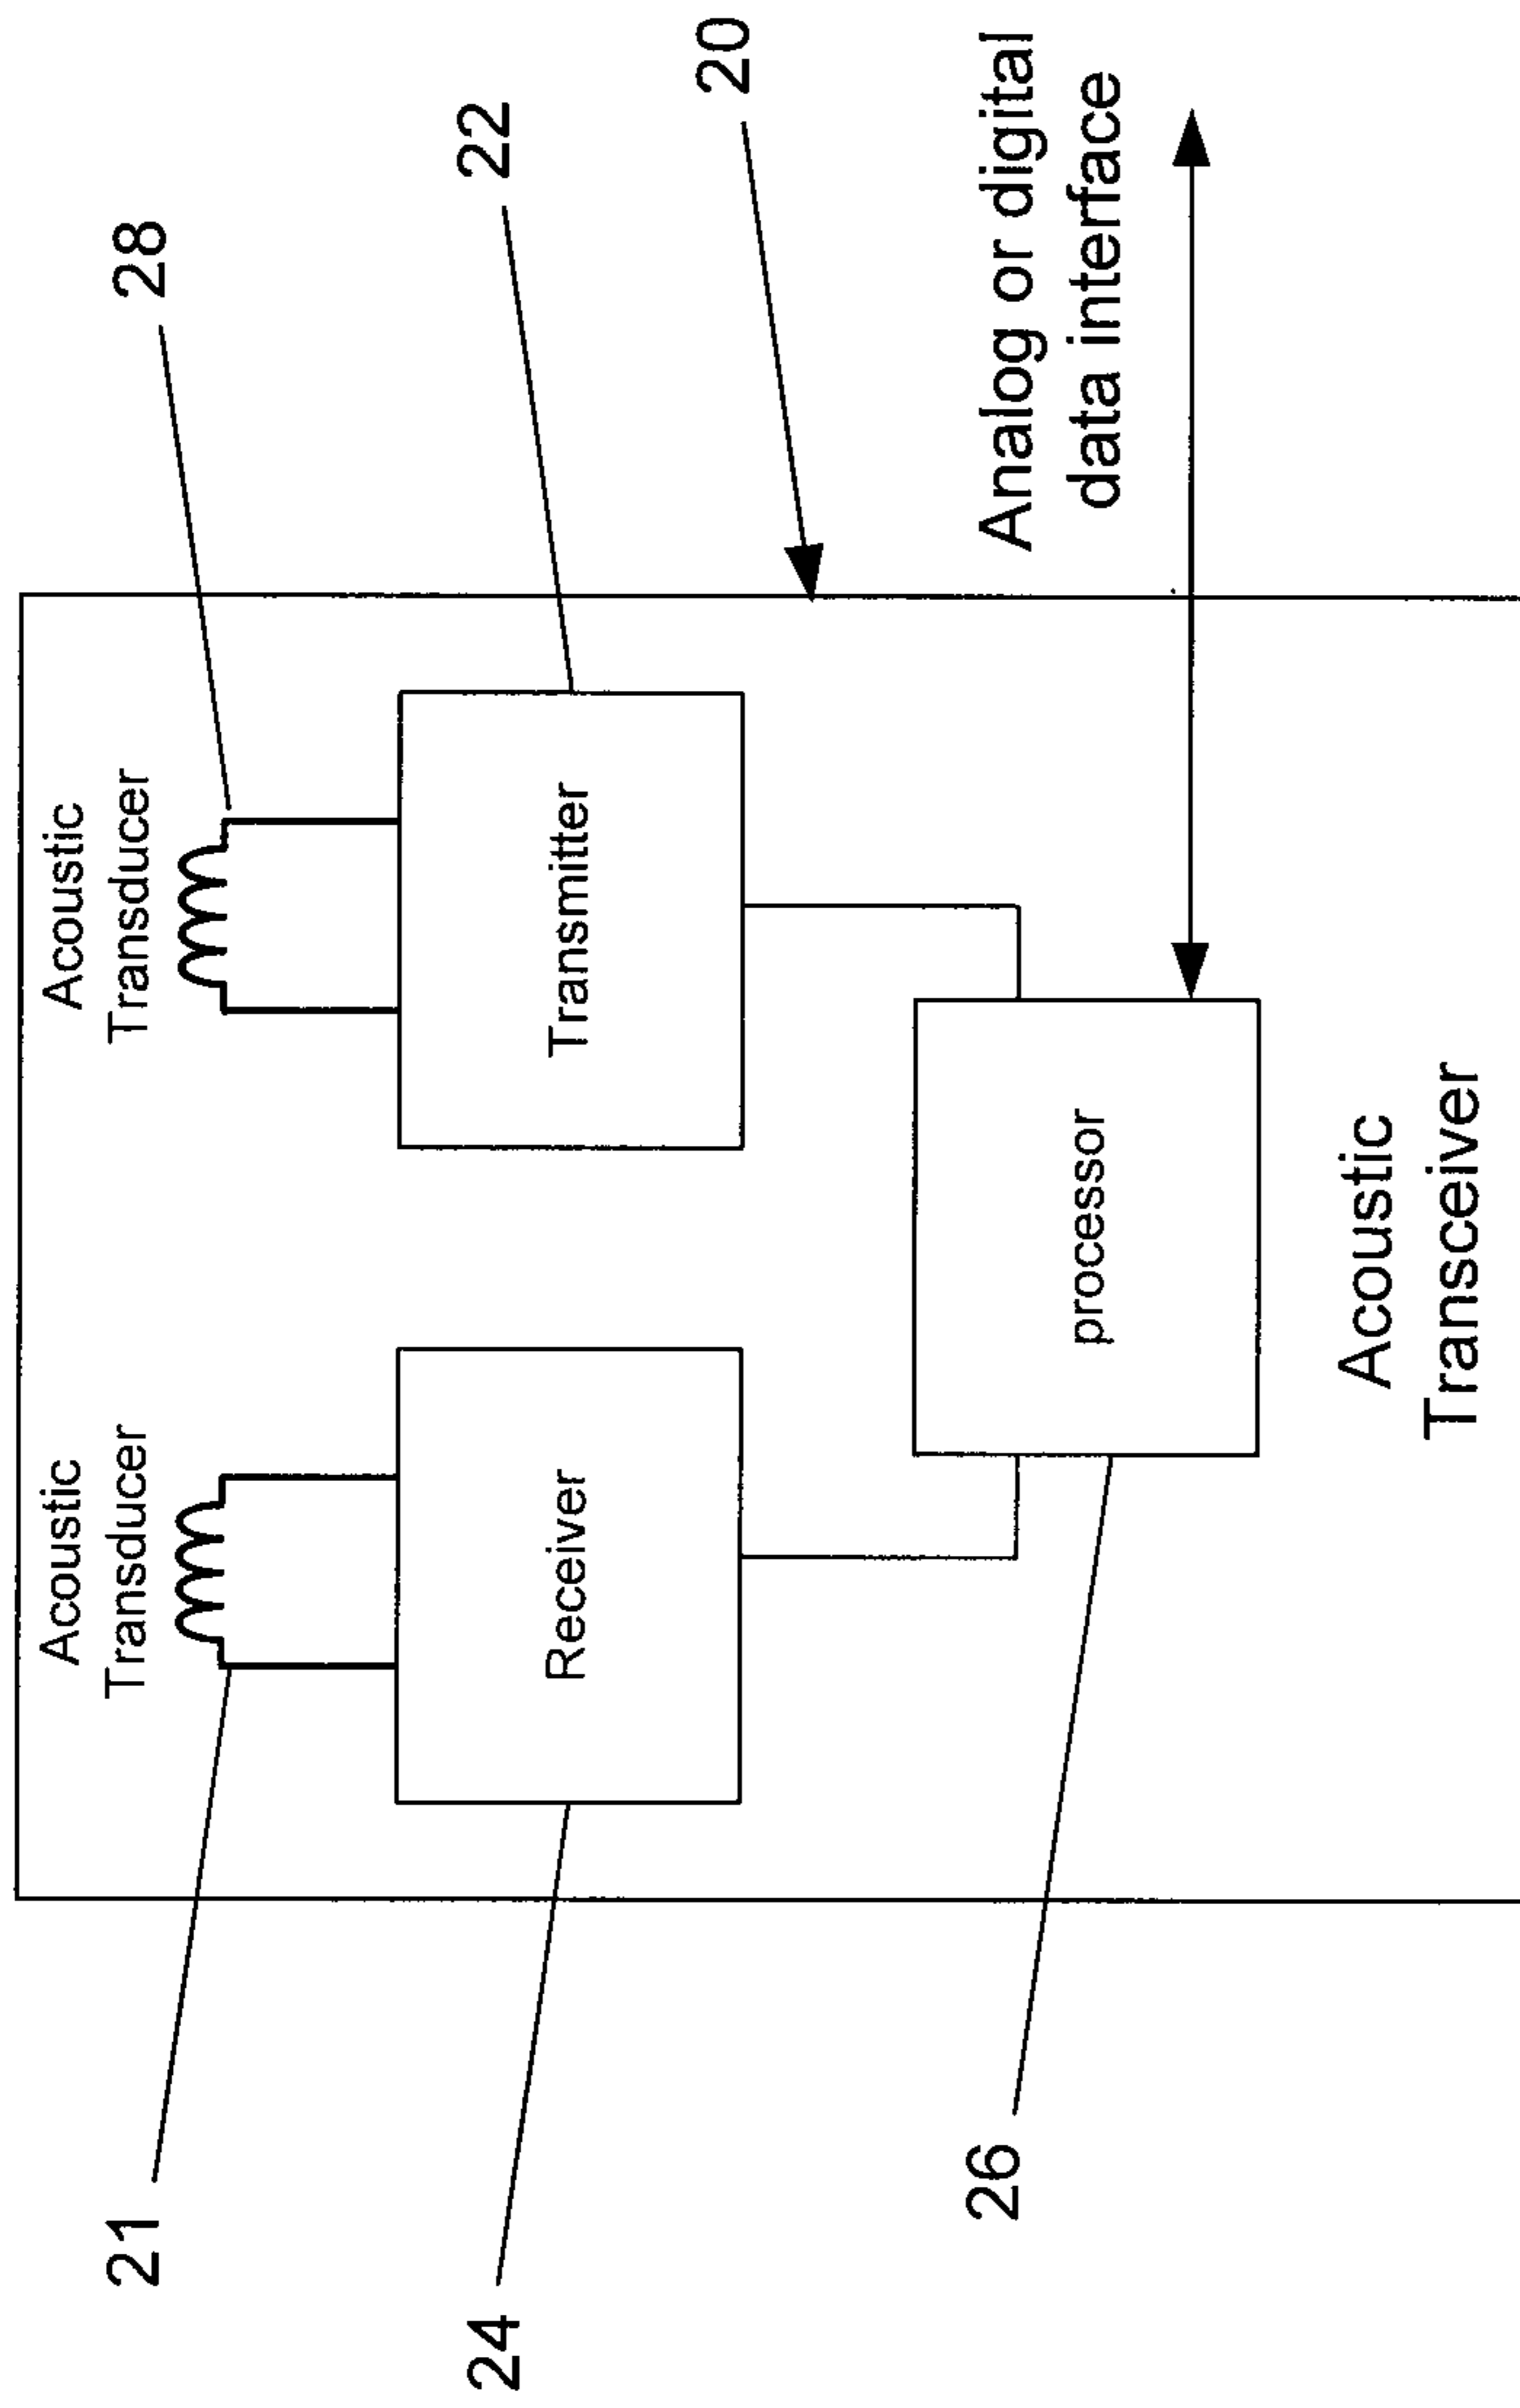 Acoustic
Transducer
Acoustic
Transducer
28
21
Receiver
Transmitter
22
24
20
processor
26
Analog or digital
data interface
Acoustic
Transceiver